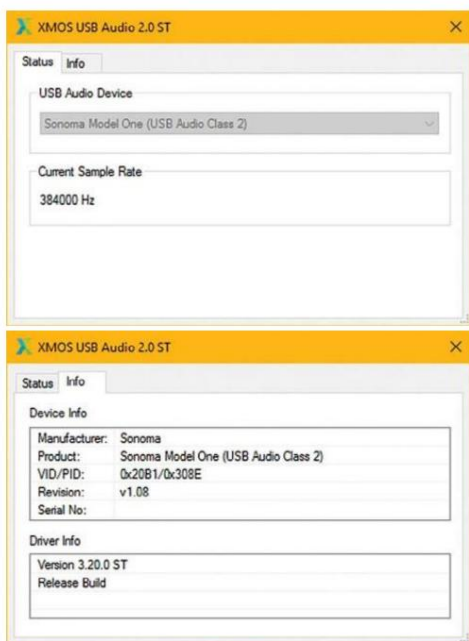 XMOS USB Audio 2.0 ST
Status Info
USB Audio Device
Sonoma Model One (USB Audio Class 2)
Current Sample Rate
384000 Hz
XMOS USB Audio 2.0 ST
Status Info
Device Info
Manufacturer: Sonoma
Product: Sonoma Model One (USB Audio Class 2)
VID/PID: 0x20B1/0x308E
Revision: v1.08
Serial No:
Driver Info
Version 3.20.0 ST
Release Build